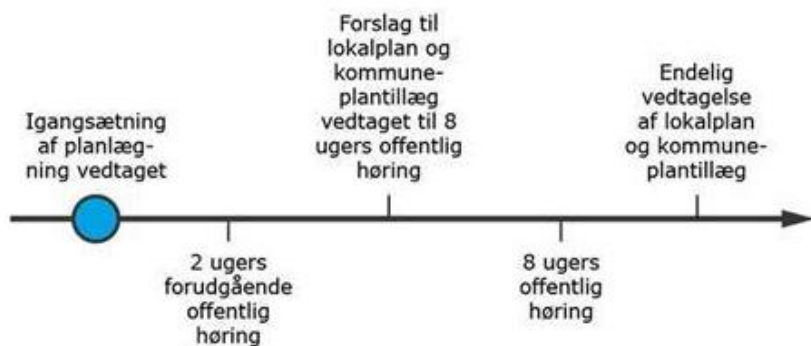 Igangsætning
af planlæg-
ning vedtaget
2 ugers
forudgående
offentlig
høring
Forslag til
lokalplan og
kommune-
plantillæg
vedtaget til 8
ugers offentlig
høring
8 ugers
offentlig
høring
Endelig
vedtagelse
af lokalplan
og kommune-
plantillæg